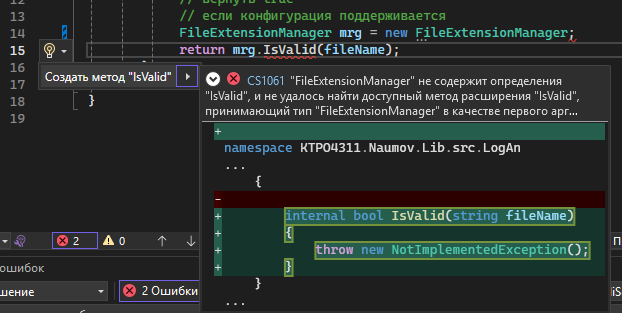 // вернуть true
14 // если конфигурация поддерживается
FileExtensionManager mrg = new FileExtensionManager;
15 return mrg.IsValid(fileName);
Создать метод "IsValid"
18 }
19
CS1061 "FileExtensionManager" не содержит определения
"IsValid", и не удалось найти доступный метод расширения "IsValid",
принимающий тип "FileExtensionManager" в качестве первого арг...
+
namespace KTPO4311.Naumov.Lib.src.LogAn
...
{
-
+ internal bool IsValid(string fileName)
+ {
+ throw new NotImplementedException();
+ }
}
...
2 0
ошибок
шение
2 Ошибки